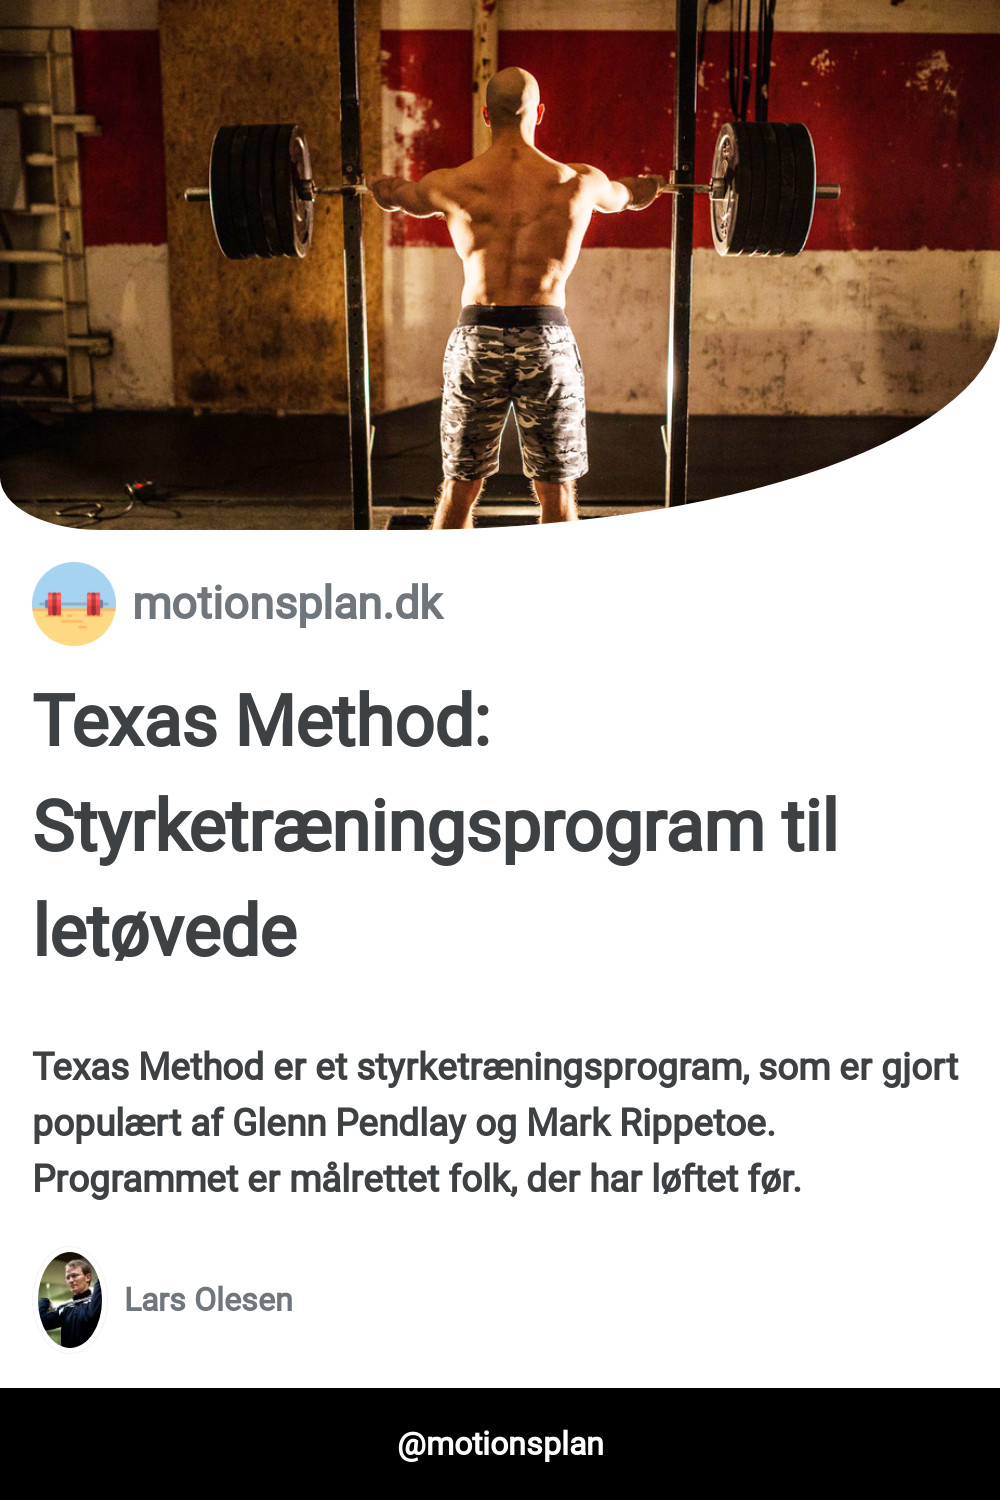 motionsplan.dk
Texas Method:
Styrketræningsprogram til
letøvede
Texas Method er et styrketræningsprogram, som er gjort
populært af Glenn Pendlay og Mark Rippetoe.
Programmet er målrettet folk, der har løftet før.
Lars Olesen
@motionsplan